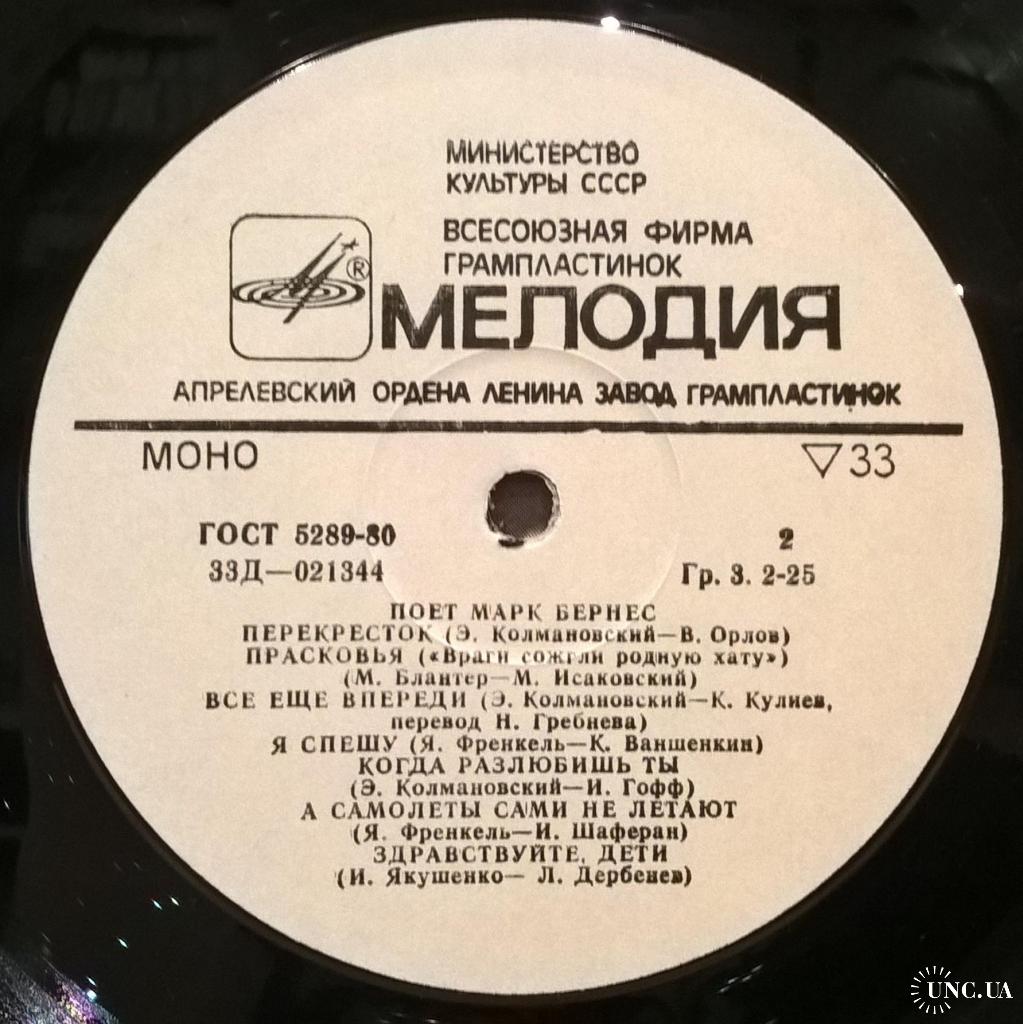 МИНИСТЕРСТВО
КУЛЬТУРЫ СССР
ВСЕСОЮЗНАЯ ФИРМА
ГРАМПЛАСТИНОК
®
МЕЛОДИЯ
АПРЕЛЕВСКИЙ ОРДЕНА ЛЕНИНА ЗАВОД ГРАМПЛАСТИНОК
МОНО
▽33
ГОСТ 5289-80
2
33Д—021344
Гр. 3. 2-25
ПОЕТ МАРК БЕРНЕС
ПЕРЕКРЕСТОК (Э. Колмановский—В. Орлов)
ПРАСКОВЬЯ («Враги сожгли родную хату»)
(М. Блантер—М. Исаковский)
ВСЕ ЕЩЕ ВПЕРЕДИ (Э. Колмановский—К. Кулиев,
перевод Н. Гребнева)
Я СПЕШУ (Я. Френкель—К. Ваншенкин)
КОГДА РАЗЛЮБИШЬ ТЫ
(Э. Колмановский—И. Гофф)
А САМОЛЕТЫ САМИ НЕ ЛЕТАЮТ
(Я. Френкель—И. Шаферан)
ЗДРАВСТВУЙТЕ, ДЕТИ
(И. Якушенко— Л. Дербенев)
UNC.UA